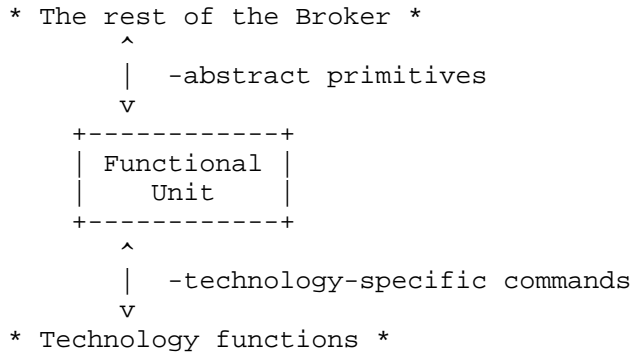 * The rest of the Broker *
^
| -abstract primitives
v
+------------+
| Functional |
| Unit |
+------------+
^
| -technology-specific commands
v
* Technology functions *